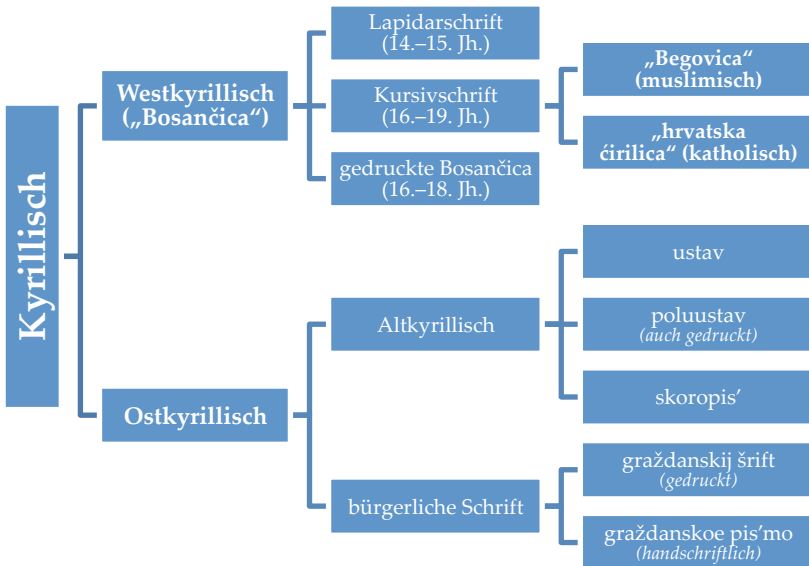 Kyrillisch
Westkyrillisch
(„Bosančica“)
Lapidarschrift
(14.–15. Jh.)
Kursivschrift
(16.–19. Jh.)
„Begovica“
(muslimisch)
„hrvatska
ćirilica“ (katholisch)
gedruckte Bosančica
(16.–18. Jh.)
Ostkyrillisch
Altkyrillisch
ustav
poluustav
(auch gedruckt)
skoropis’
bürgerliche Schrift
graždanskij šrift
(gedruckt)
graždanskoe pis’mo
(handschriftlich)